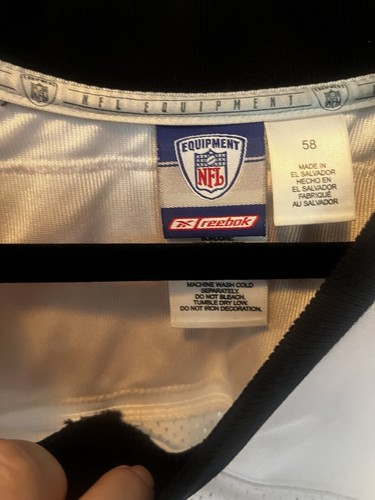 NFL EQUIPMENT
EQUIPMENT
NFL
reebok
58
MADE IN
EL SALVADOR
HECHO EN
EL SALVADOR
FABRIQUÉ
AU SALVADOR
MACHINE WASH COLD
SEPARATELY.
DO NOT BLEACH.
TUMBLE DRY LOW.
DO NOT IRON DECORATION.